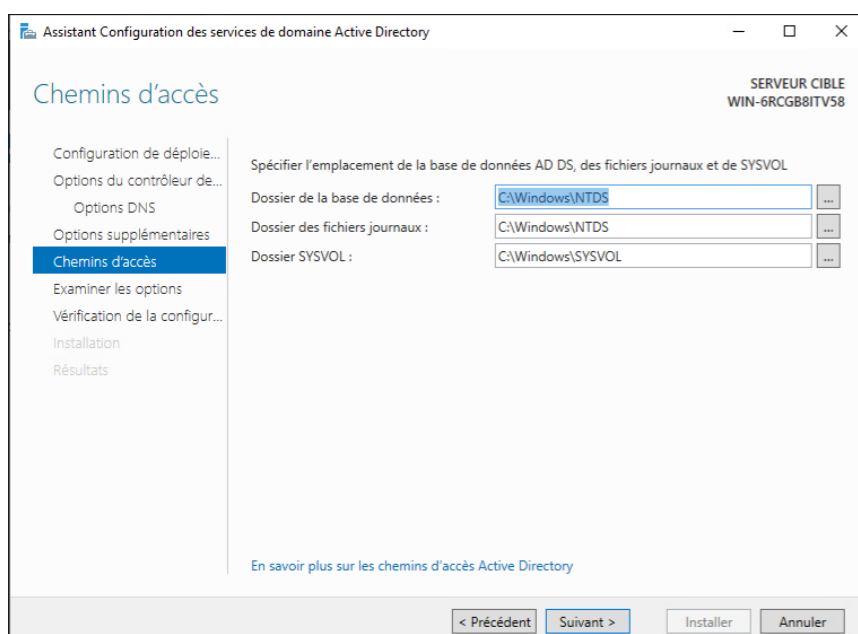 Assistant Configuration des services de domaine Active Directory
Chemins d'accès
SERVEUR CIBLE
WIN-6RCGB8ITV58
Configuration de déploie...
Options du contrôleur de...
Options DNS
Options supplémentaires
Chemins d'accès
Examiner les options
Vérification de la configur...
Installation
Résultats
Spécifier l'emplacement de la base de données AD DS, des fichiers journaux et de SYSVOL
Dossier de la base de données : C:\Windows\NTDS ...
Dossier des fichiers journaux : C:\Windows\NTDS ...
Dossier SYSVOL : C:\Windows\SYSVOL ...
En savoir plus sur les chemins d'accès Active Directory
< Précédent Suivant > Installer Annuler